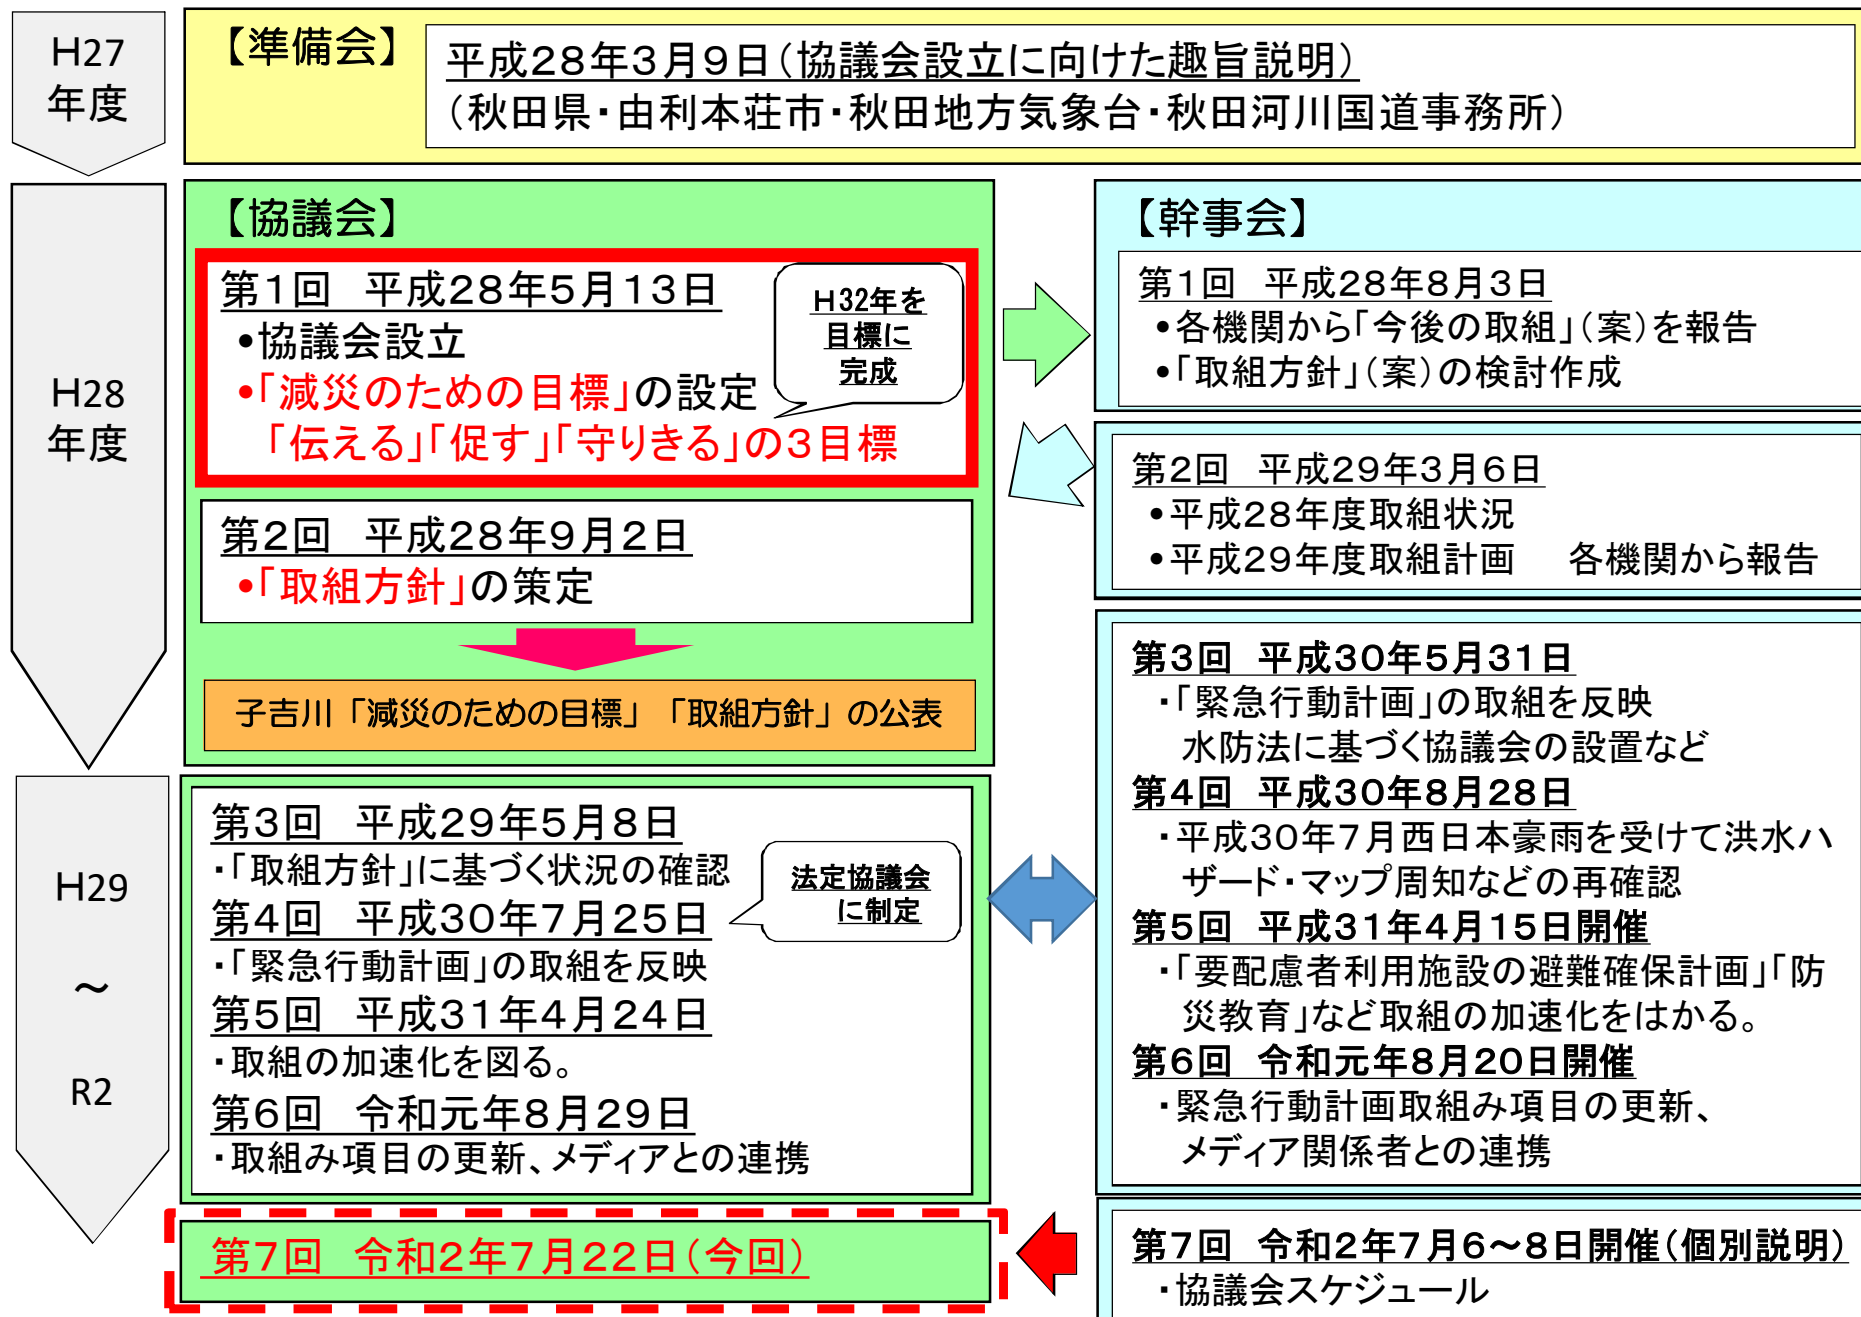 H27
年度
【準備会】
平成２８年３月９日（協議会設立に向けた趣旨説明）
（秋田県・由利本荘市・秋田地方気象台・秋田河川国道事務所）
H28
年度
【協議会】
第１回　平成２８年５月１３日
•協議会設立
•「減災のための目標」の設定
「伝える」「促す」「守りきる」の３目標
H32年を
目標に
完成
第２回　平成２８年９月２日
•「取組方針」の策定
子吉川「減災のための目標」「取組方針」の公表
【幹事会】
第１回　平成２８年８月３日
•各機関から「今後の取組」（案）を報告
•「取組方針」（案）の検討作成
第２回　平成２９年３月６日
•平成２８年度取組状況
•平成２９年度取組計画　各機関から報告
H29
～
R2
第３回　平成２９年５月８日
・「取組方針」に基づく状況の確認
第４回　平成３０年７月２５日
・「緊急行動計画」の取組を反映
法定協議会
に制定
第５回　平成３１年４月２４日
・取組の加速化を図る。
第６回　令和元年８月２９日
・取組み項目の更新、メディアとの連携
第７回　令和２年７月２２日（今回）
第３回　平成３０年５月３１日
・「緊急行動計画」の取組を反映
水防法に基づく協議会の設置など
第４回　平成３０年８月２８日
・平成３０年７月西日本豪雨を受けて洪水ハ
ザード・マップ周知などの再確認
第５回　平成３１年４月１５日開催
・「要配慮者利用施設の避難確保計画」「防
災教育」など取組の加速化をはかる。
第６回　令和元年８月２０日開催
・緊急行動計画取組み項目の更新、
メディア関係者との連携
第７回　令和２年７月６～８日開催（個別説明）
・協議会スケジュール